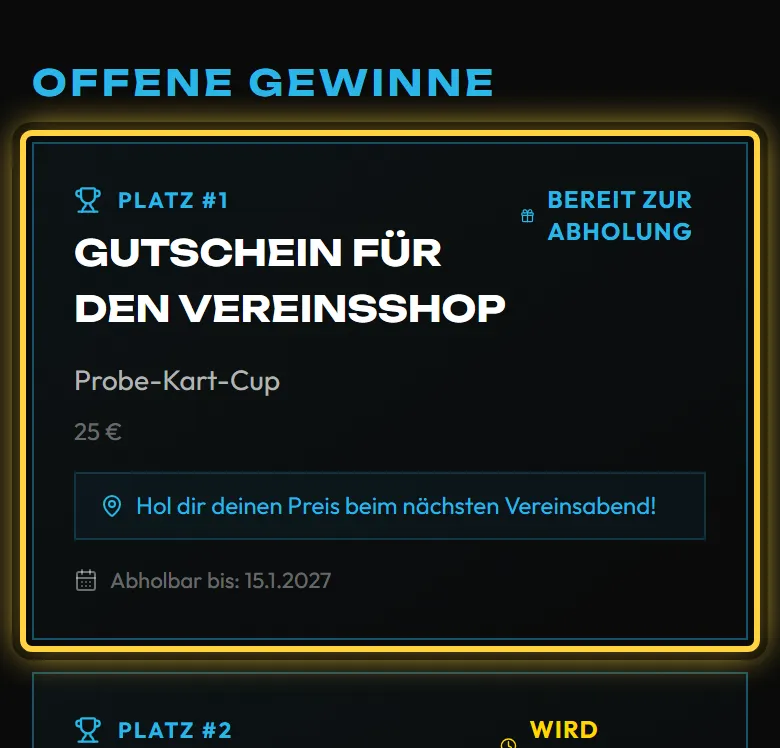 OFFENE GEWINNE
PLATZ #1
BEREIT ZUR
ABHOLUNG
GUTSCHEIN FÜR
DEN VEREINSSHOP
Probe-Kart-Cup
25 €
Hol dir deinen Preis beim nächsten Vereinsabend!
Abholbar bis: 15.1.2027
PLATZ #2
WIRD